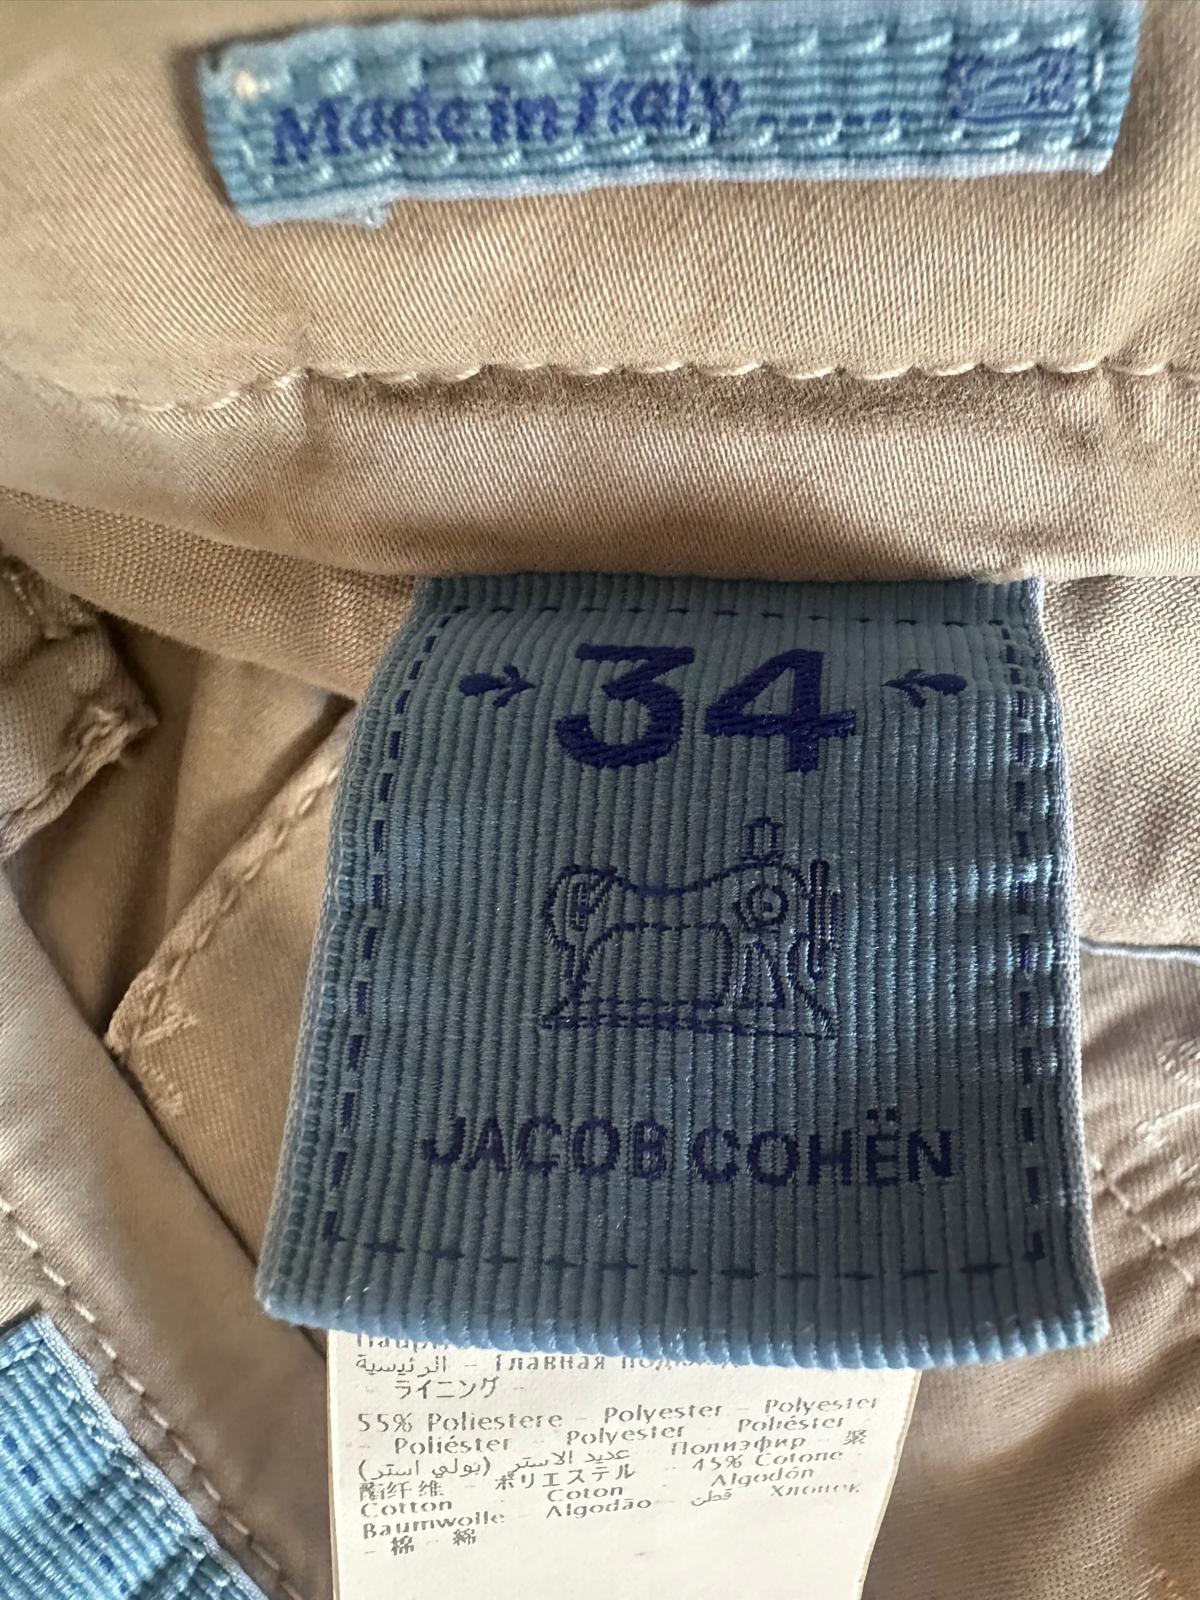 Made in Italy
34
JACOB COHËN
الرئيسية - Главная
ライニング -
55% Poliestere - Polyester - Polyester
- Poliéster - Polyester - Poliéster -
(بولي استر) عديد الاستر - Полиэфир - 聚
酯纤维 - ポリエステル - 45% Cotone -
Cotton - Coton - Algodón
Baumwolle - Algodão - قطن - Хлопок
- 棉 - 綿